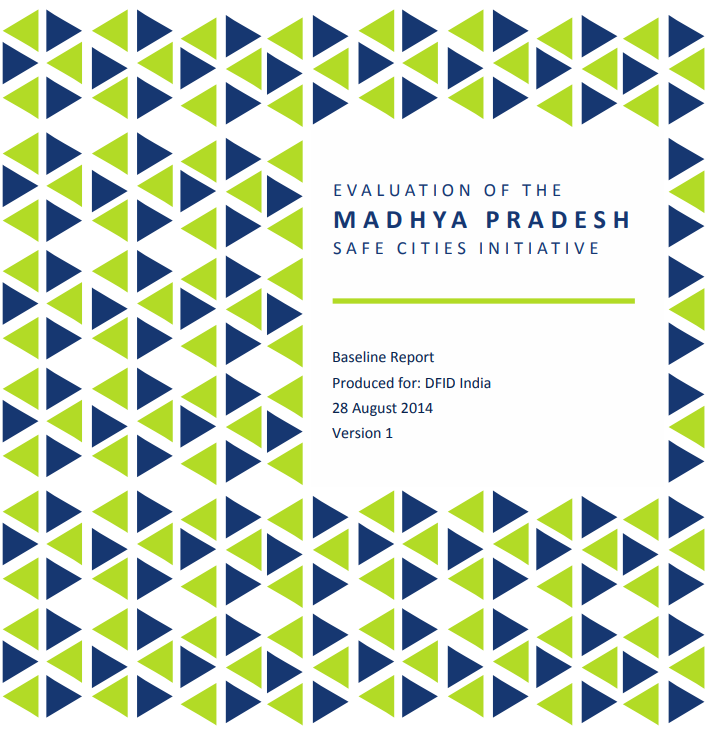 EVALUATION OF THE
MADHYA PRADESH
SAFE CITIES INITIATIVE
Baseline Report
Produced for: DFID India
28 August 2014
Version 1